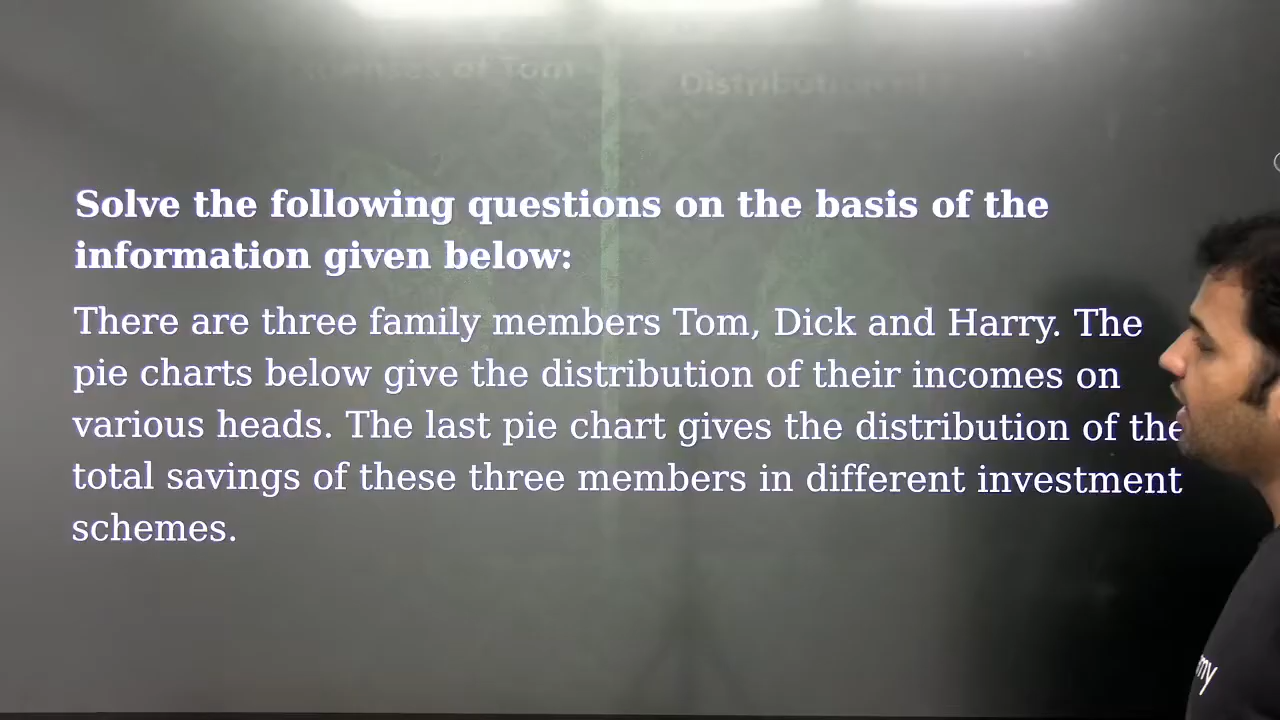 of Tom
Solve the following questions on the basis of the
information given below:
There are three family members Tom, Dick and Harry. The
pie charts below give the distribution of their incomes on
various heads. The last pie chart gives the distribution of the
total savings of these three members in different investment
schemes.